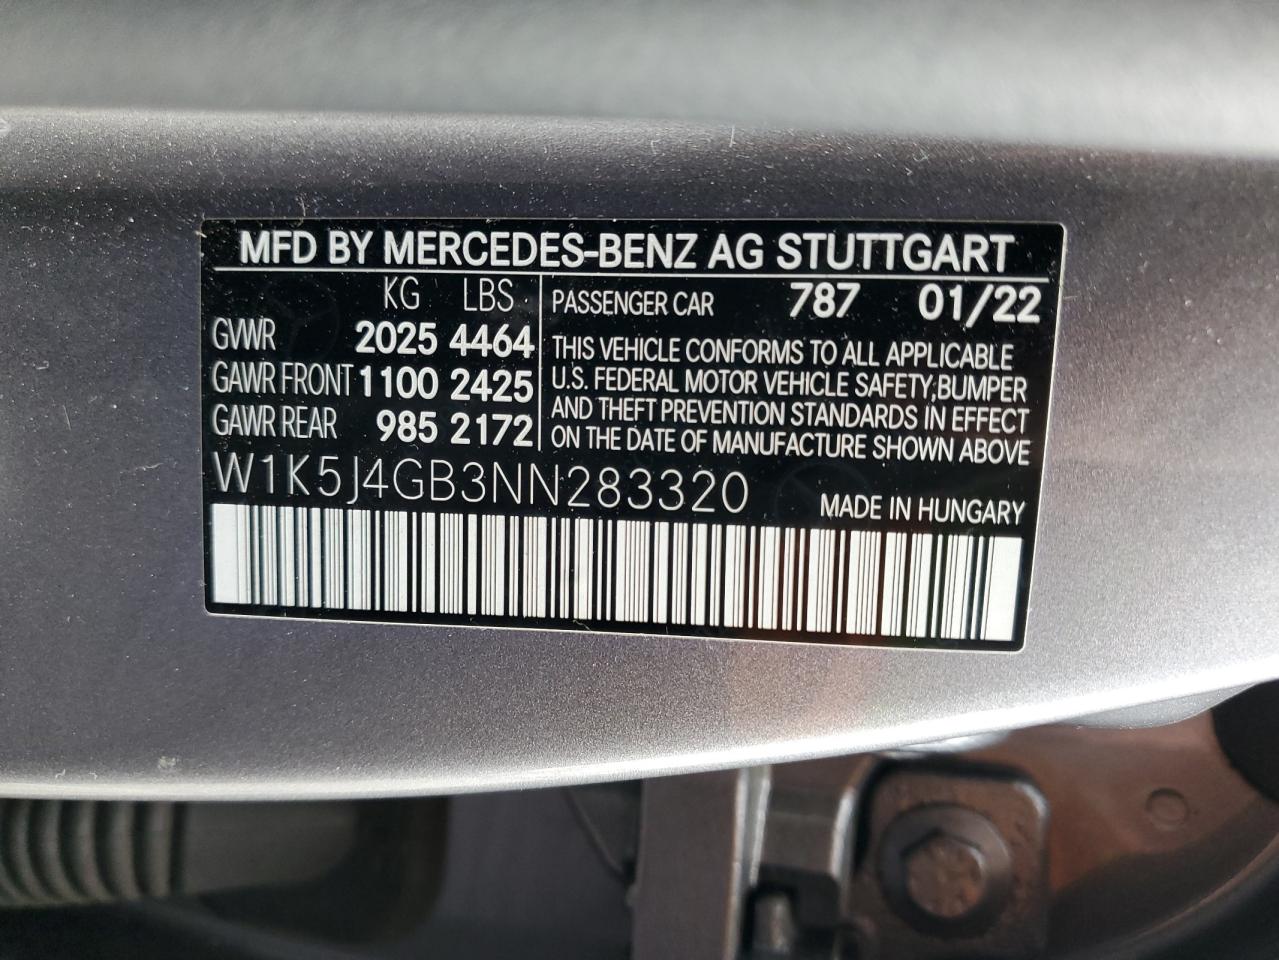 MFD BY MERCEDES-BENZ AG STUTTGART
KG LBS
GVWR 2025 4464
GAWR FRONT 1100 2425
GAWR REAR 985 2172
PASSENGER CAR 787 01/22
THIS VEHICLE CONFORMS TO ALL APPLICABLE
U.S. FEDERAL MOTOR VEHICLE SAFETY,BUMPER
AND THEFT PREVENTION STANDARDS IN EFFECT
ON THE DATE OF MANUFACTURE SHOWN ABOVE
W1K5J4GB3NN283320
MADE IN HUNGARY